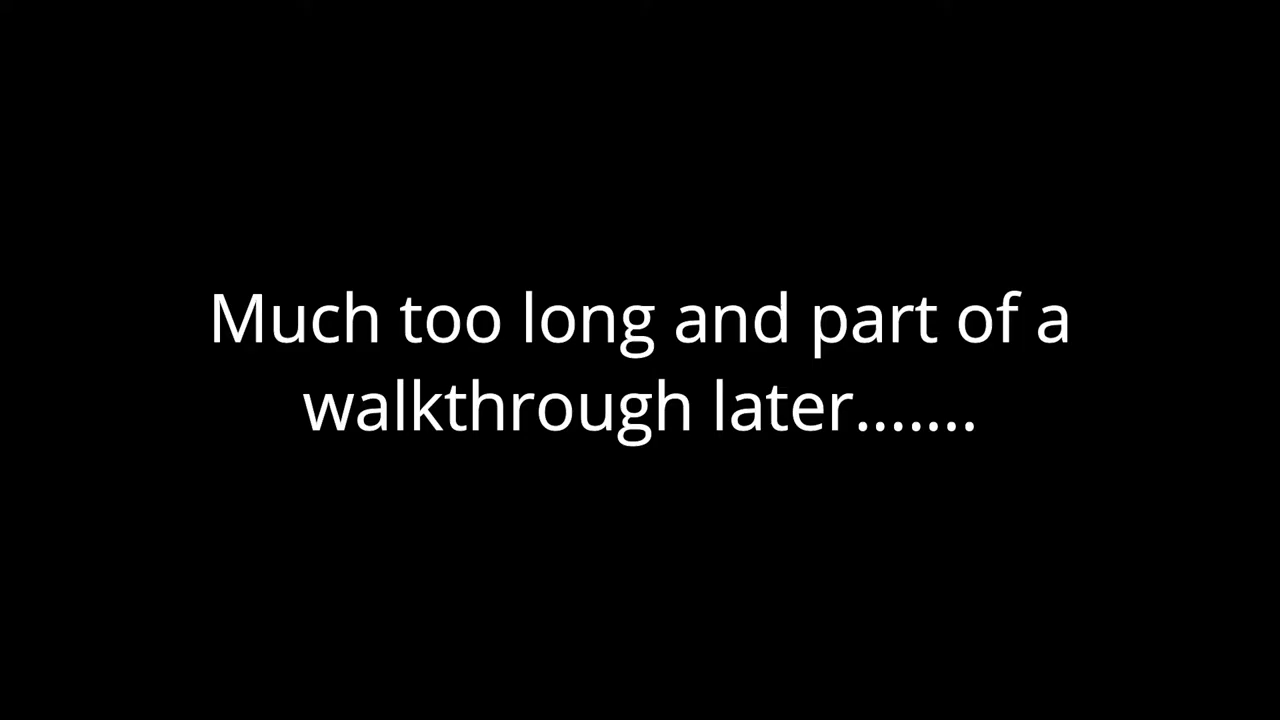 Much too long and part of a
walkthrough later.......